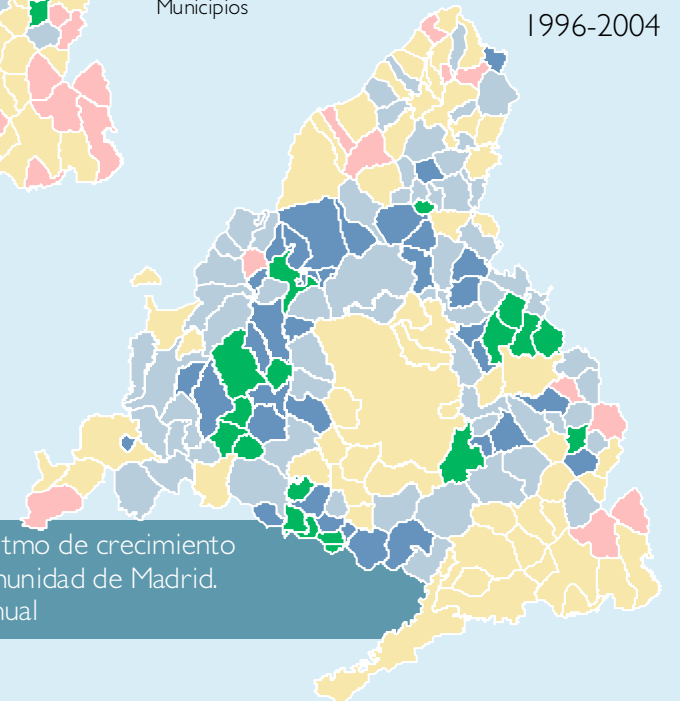 Municipios
1996-2004
tmo de crecimiento
munidad de Madrid.
nual